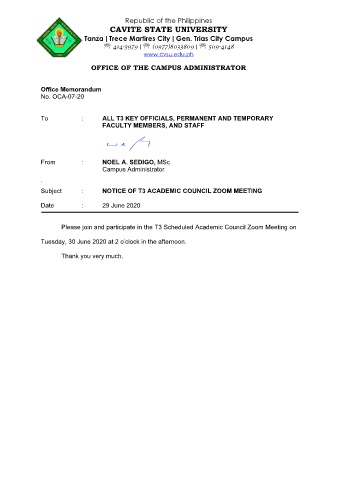 Republic of the Philippines
CAVITE STATE UNIVERSITY
Tanza | Trece Martires City | Gen. Trias City Campus
☏ 414-3979 | ☏ (0977)8033809 | ☏ 509-4148
www.cvsu.edu.ph
OFFICE OF THE CAMPUS ADMINISTRATOR
Office Memorandum
No. OCA-07-20
To : ALL T3 KEY OFFICIALS, PERMANENT AND TEMPORARY
FACULTY MEMBERS, AND STAFF
From : NOEL A. SEDIGO, MSc
Campus Administrator
.
Subject : NOTICE OF T3 ACADEMIC COUNCIL ZOOM MEETING
Date : 29 June 2020
Please join and participate in the T3 Scheduled Academic Council Zoom Meeting on
Tuesday, 30 June 2020 at 2 o'clock in the afternoon.
Thank you very much.